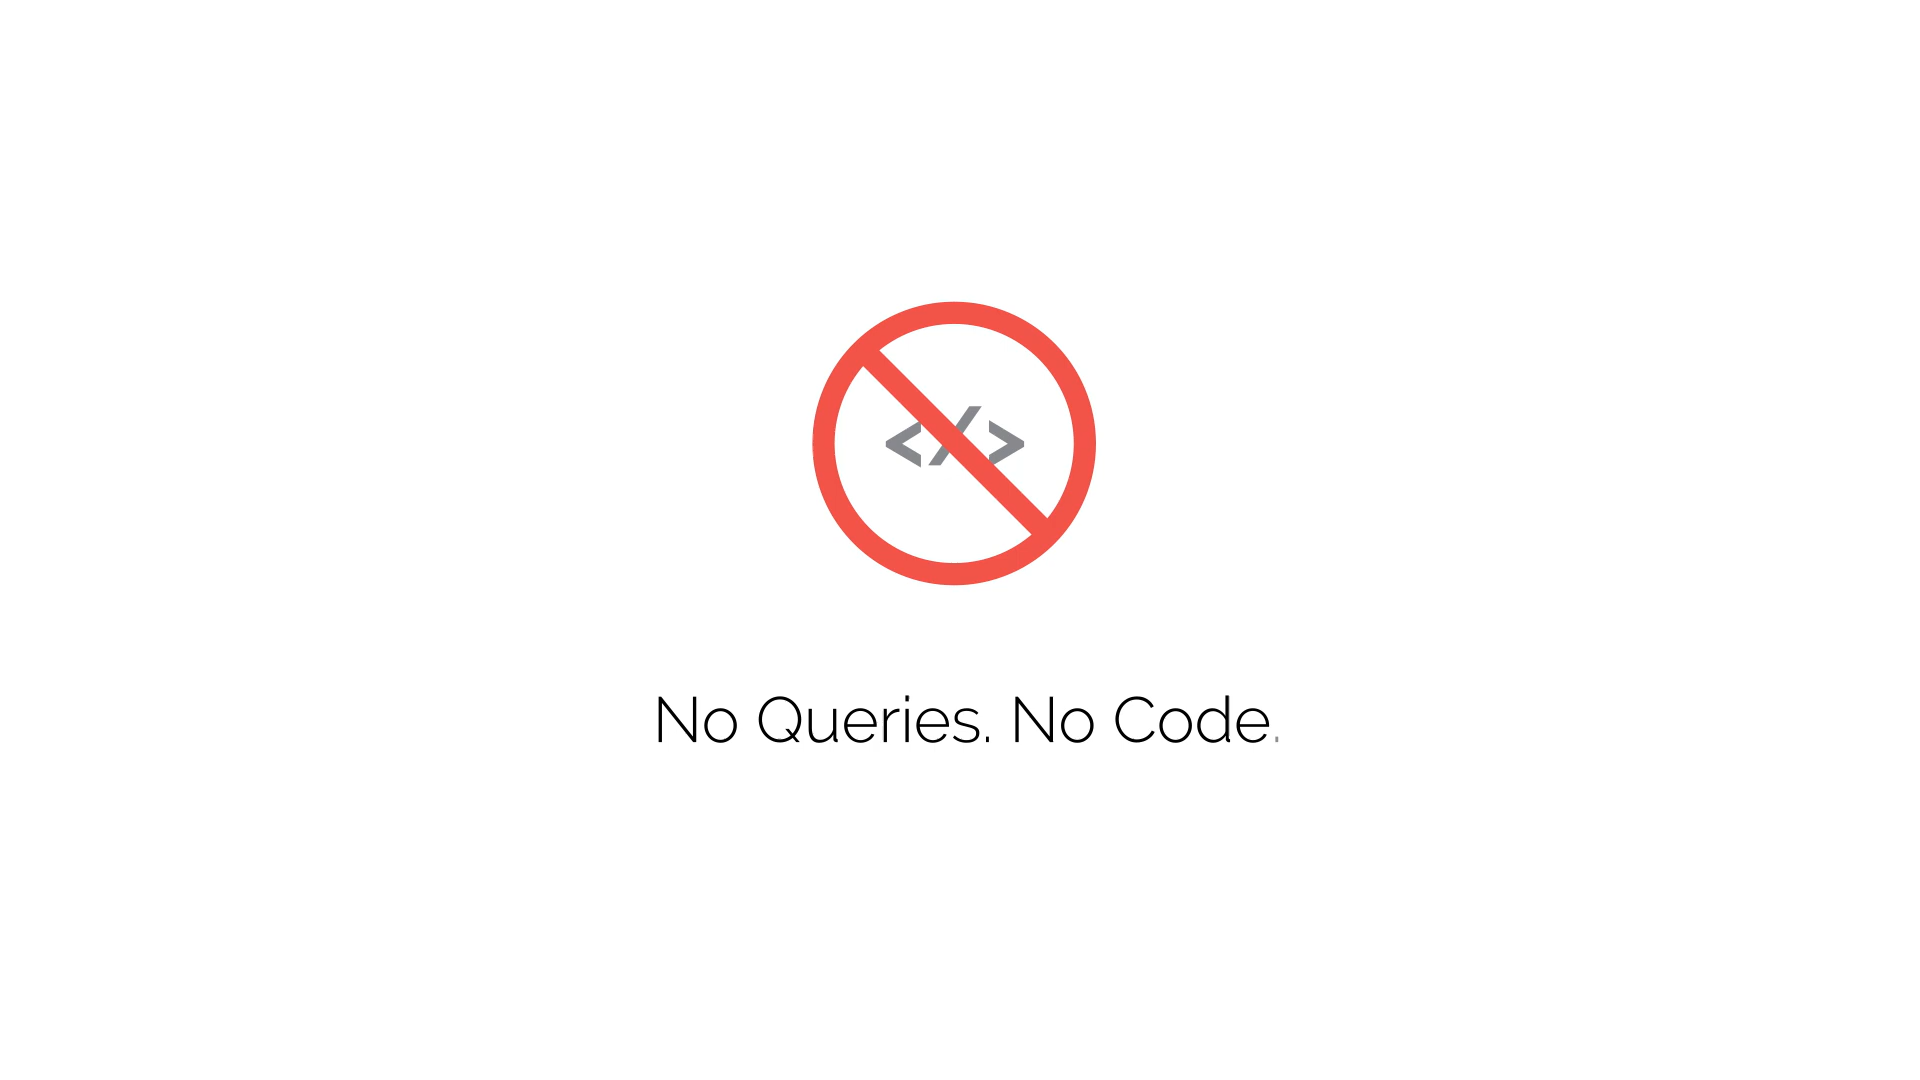 </>
No Queries. No Code.